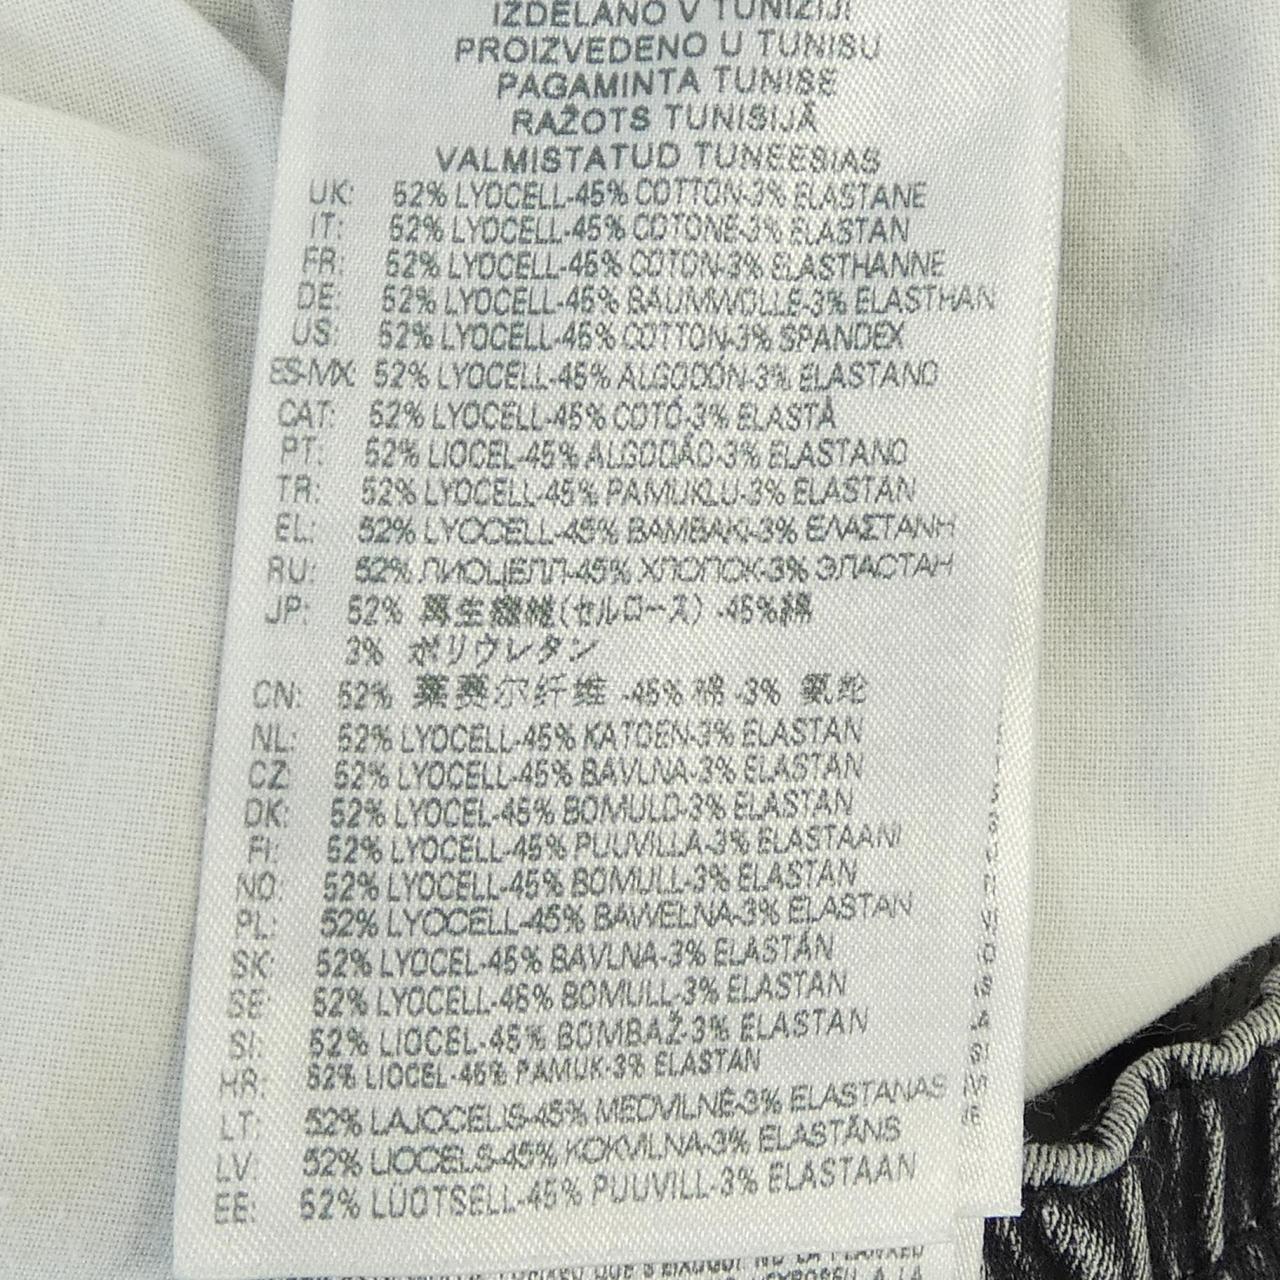 IZDELANO V TUNIZIJI
PROIZVEDENO U TUNISU
PAGAMINTA TUNISE
RAŽOTS TUNISIJĀ
VALMISTATUD TUNEESIAS
UK: 52% LYOCELL-45% COTTON-3% ELASTANE
IT: 52% LYOCELL-45% COTONE-3% ELASTAN
FR: 52% LYOCELL-45% COTON-3% ELASTHANNE
DE: 52% LYOCELL-45% BAUMWOLLE-3% ELASTHAN
US: 52% LYOCELL-45% COTTON-3% SPANDEX
ES-MX: 52% LYOCELL-45% ALGODÓN-3% ELASTANO
CAT: 52% LYOCELL-45% COTÓ-3% ELASTÀ
PT: 52% LIOCEL-45% ALGODÃO-3% ELASTANO
TR: 52% LYOCELL-45% PAMUKLU-3% ELASTAN
EL: 52% LYOCELL-45% BAMBAKI-3% ΕΛΑΣΤΑΝΗ
RU: 52% ЛИОЦЕЛЛ-45% ХЛОПОК-3% ЭЛАСТАН
JP: 52% 再生繊維(セルロース) -45%綿
3% ポリウレタン
CN: 52% 莱赛尔纤维 -45% 棉 -3% 氨纶
NL: 52% LYOCELL-45% KATOEN-3% ELASTAN
CZ: 52% LYOCELL-45% BAVLNA-3% ELASTAN
DK: 52% LYOCEL-45% BOMULD-3% ELASTAN
FI: 52% LYOCELL-45% PUUVILLA-3% ELASTAANI
NO: 52% LYOCELL-45% BOMULL-3% ELASTAN
PL: 52% LYOCELL-45% BAWEŁNA-3% ELASTAN
SK: 52% LYOCEL-45% BAVLNA-3% ELASTÁN
SE: 52% LYOCELL-45% BOMULL-3% ELASTAN
SI: 52% LIOCEL-45% BOMBAŽ-3% ELASTAN
HR: 52% LIOCEL-45% PAMUK-3% ELASTAN
LT: 52% LAJOCELIS-45% MEDVILNĖ-3% ELASTANAS
LV: 52% LIOCELS-45% KOKVILNA-3% ELASTĀNS
EE: 52% LÜOTSELL-45% PUUVILL-3% ELASTAAN